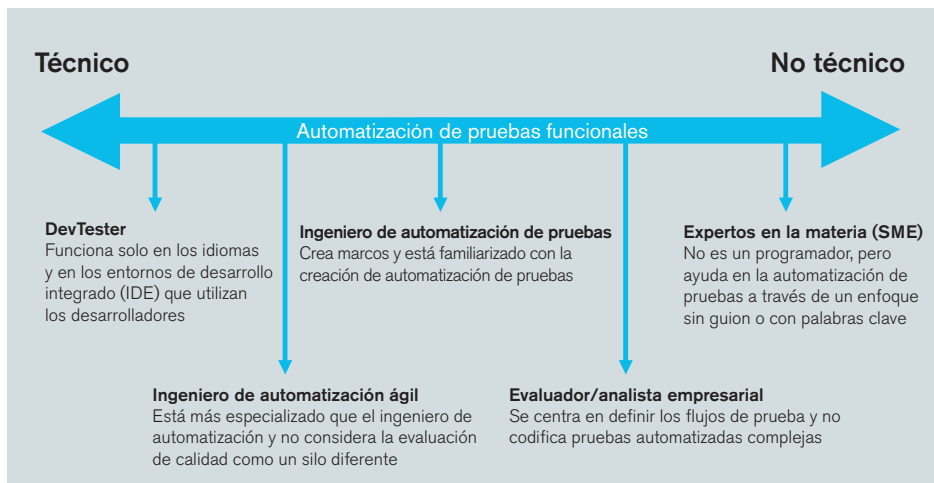 Técnico
No técnico
Automatización de pruebas funcionales
DevTester
Funciona solo en los idiomas
y en los entornos de desarrollo
integrado (IDE) que utilizan
los desarrolladores
Ingeniero de automatización de pruebas
Crea marcos y está familiarizado con la
creación de automatización de pruebas
Expertos en la materia (SME)
No es un programador, pero
ayuda en la automatización de
pruebas a través de un enfoque
sin guion o con palabras clave
Ingeniero de automatización ágil
Está más especializado que el ingeniero de
automatización y no considera la evaluación
de calidad como un silo diferente
Evaluador/analista empresarial
Se centra en definir los flujos de prueba y no
codifica pruebas automatizadas complejas